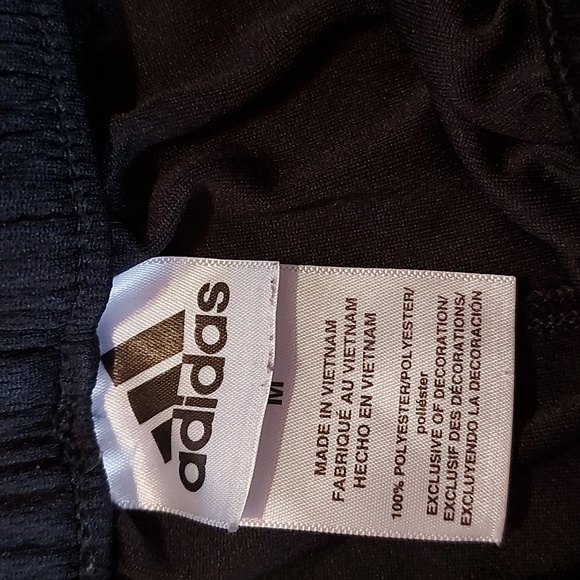 adidas
M
MADE IN VIETNAM
FABRIQUÉ AU VIETNAM
HECHO EN VIETNAM
100% POLYESTER/POLYESTER/
poliéster
EXCLUSIVE OF DECORATION/
EXCLUSIF DES DÉCORATIONS/
EXCLUYENDO LA DECORACIÓN